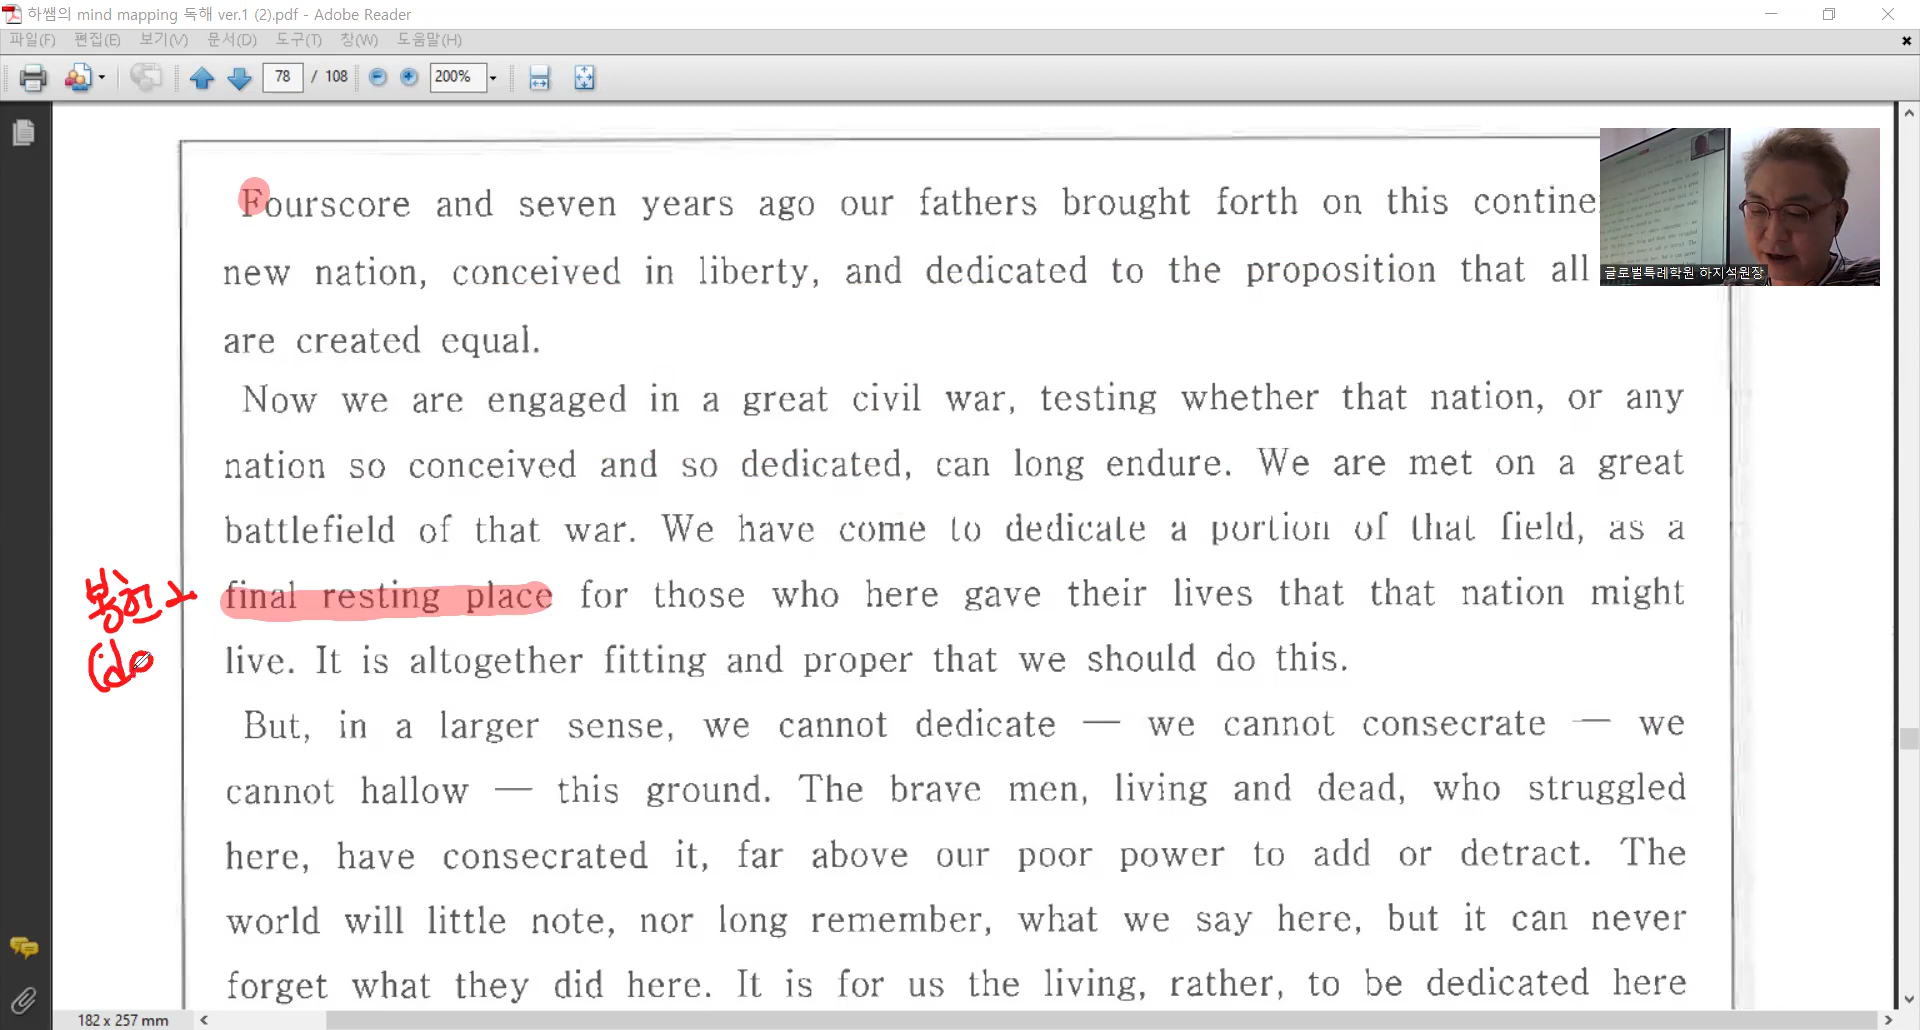 하쌤의 mind mapping 독해 ver.1 (2).pdf - Adobe Reader
파일(F) 편집(E) 보기(V) 문서(D) 도구(T) 창(W) 도움말(H)
78 / 108 200%
Fourscore and seven years ago our fathers brought forth on this contine
new nation, conceived in liberty, and dedicated to the proposition that all
are created equal.
글로벌특례학원 하지석원장
Now we are engaged in a great civil war, testing whether that nation, or any
nation so conceived and so dedicated, can long endure. We are met on a great
battlefield of that war. We have come to dedicate a portion of that field, as a
봉헌소 final resting place for those who here gave their lives that that nation might
live. It is altogether fitting and proper that we should do this.
But, in a larger sense, we cannot dedicate — we cannot consecrate — we
cannot hallow — this ground. The brave men, living and dead, who struggled
here, have consecrated it, far above our poor power to add or detract. The
world will little note, nor long remember, what we say here, but it can never
forget what they did here. It is for us the living, rather, to be dedicated here
182 x 257 mm